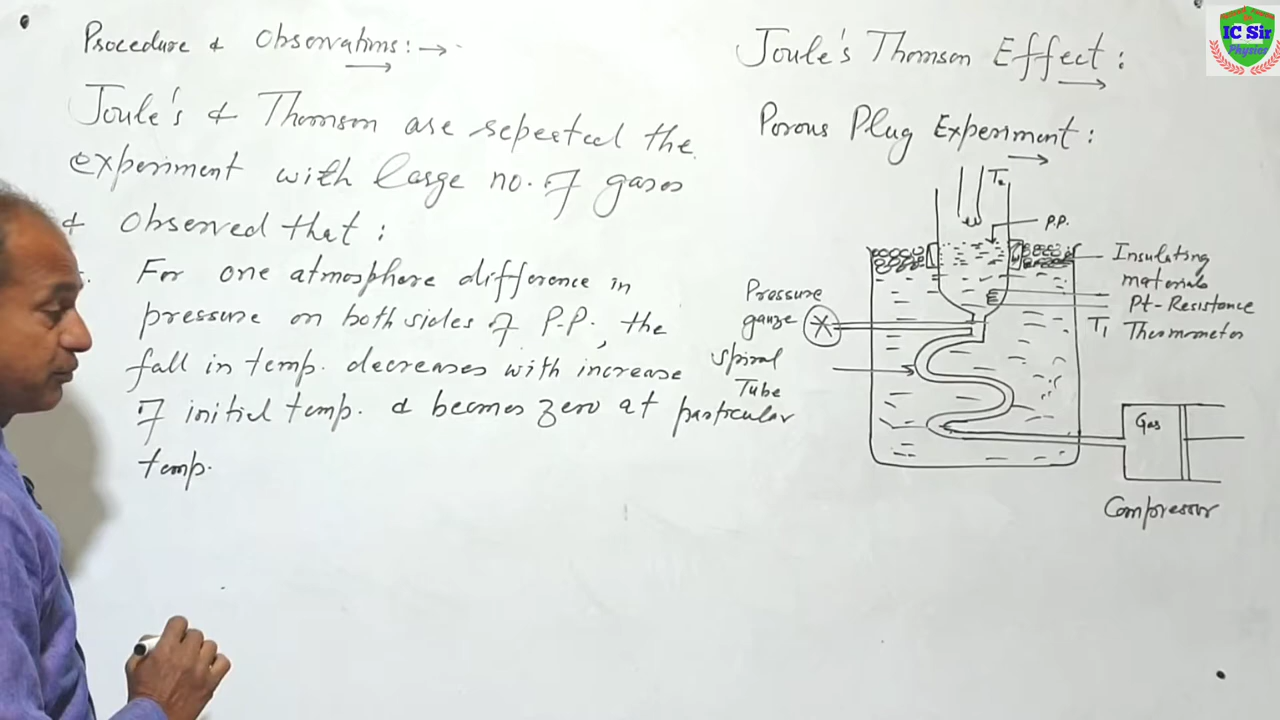 Procedure & Observations: →
Joule's & Thomson are repeated the
experiment with large no. of gases
& Observed that:
For one atmosphere difference in
pressure on both sides of P.P., the
fall in temp. decreases with increase
of initial temp. & becomes zero at particular
temp.
Joule's Thomson Effect:
Porous Plug Experiment:
T₂
P.P.
Insulating
materials
Pt-Resistance
T₁ Thermometer
Pressure
gauze
Spiral
Tube
Gas
Compressor
IC Sir
Physics